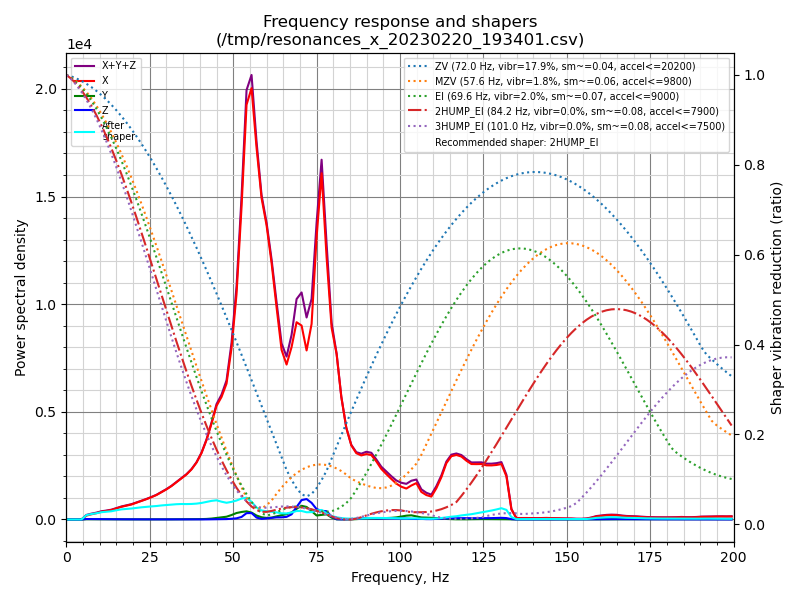 Frequency response and shapers
(/tmp/resonances_x_20230220_193401.csv)
1e4
X+Y+Z
X
Y
Z
After
shaper
ZV (72.0 Hz, vibr=17.9%, sm~=0.04, accel<=20200)
MZV (57.6 Hz, vibr=1.8%, sm~=0.06, accel<=9800)
EI (69.6 Hz, vibr=2.0%, sm~=0.07, accel<=9000)
2HUMP_EI (84.2 Hz, vibr=0.0%, sm~=0.08, accel<=7900)
3HUMP_EI (101.0 Hz, vibr=0.0%, sm~=0.08, accel<=7500)
Recommended shaper: 2HUMP_EI
Power spectral density
2.0
1.5
1.0
0.5
0.0
1.0
0.8
0.6
0.4
0.2
0.0
Shaper vibration reduction (ratio)
0 25 50 75 100 125 150 175 200
Frequency, Hz